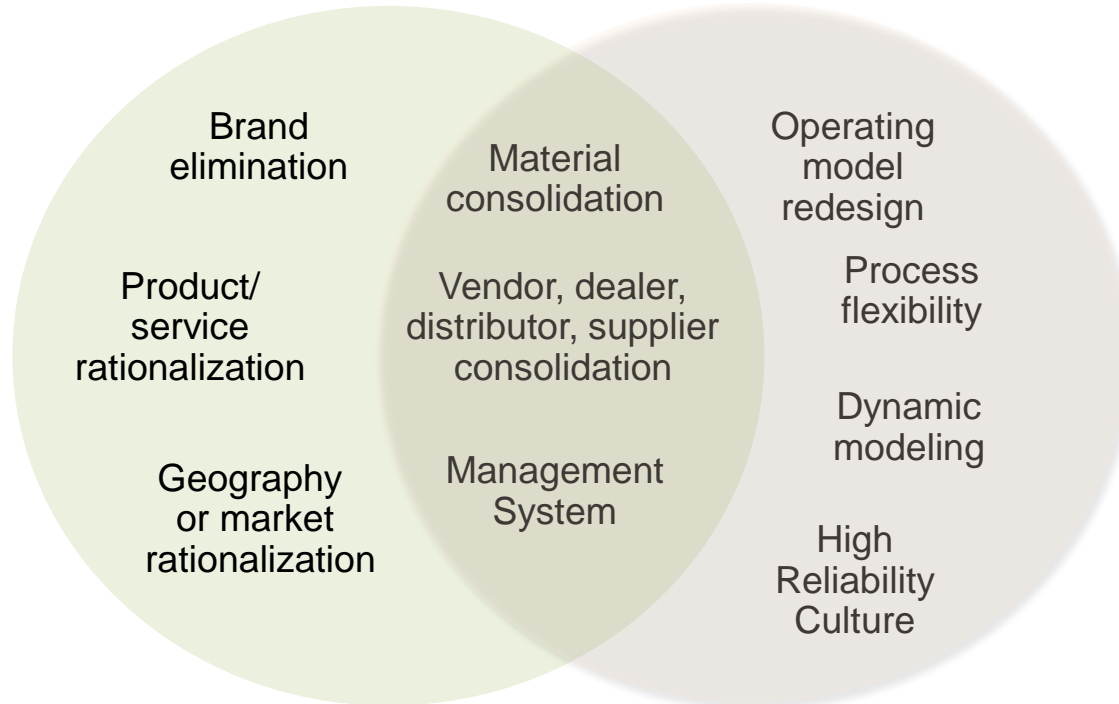 Brand
elimination
Product/
service
rationalization
Geography
or market
rationalization
Material
consolidation
Vendor, dealer,
distributor, supplier
consolidation
Management
System
Operating
model
redesign
Process
flexibility
Dynamic
modeling
High
Reliability
Culture